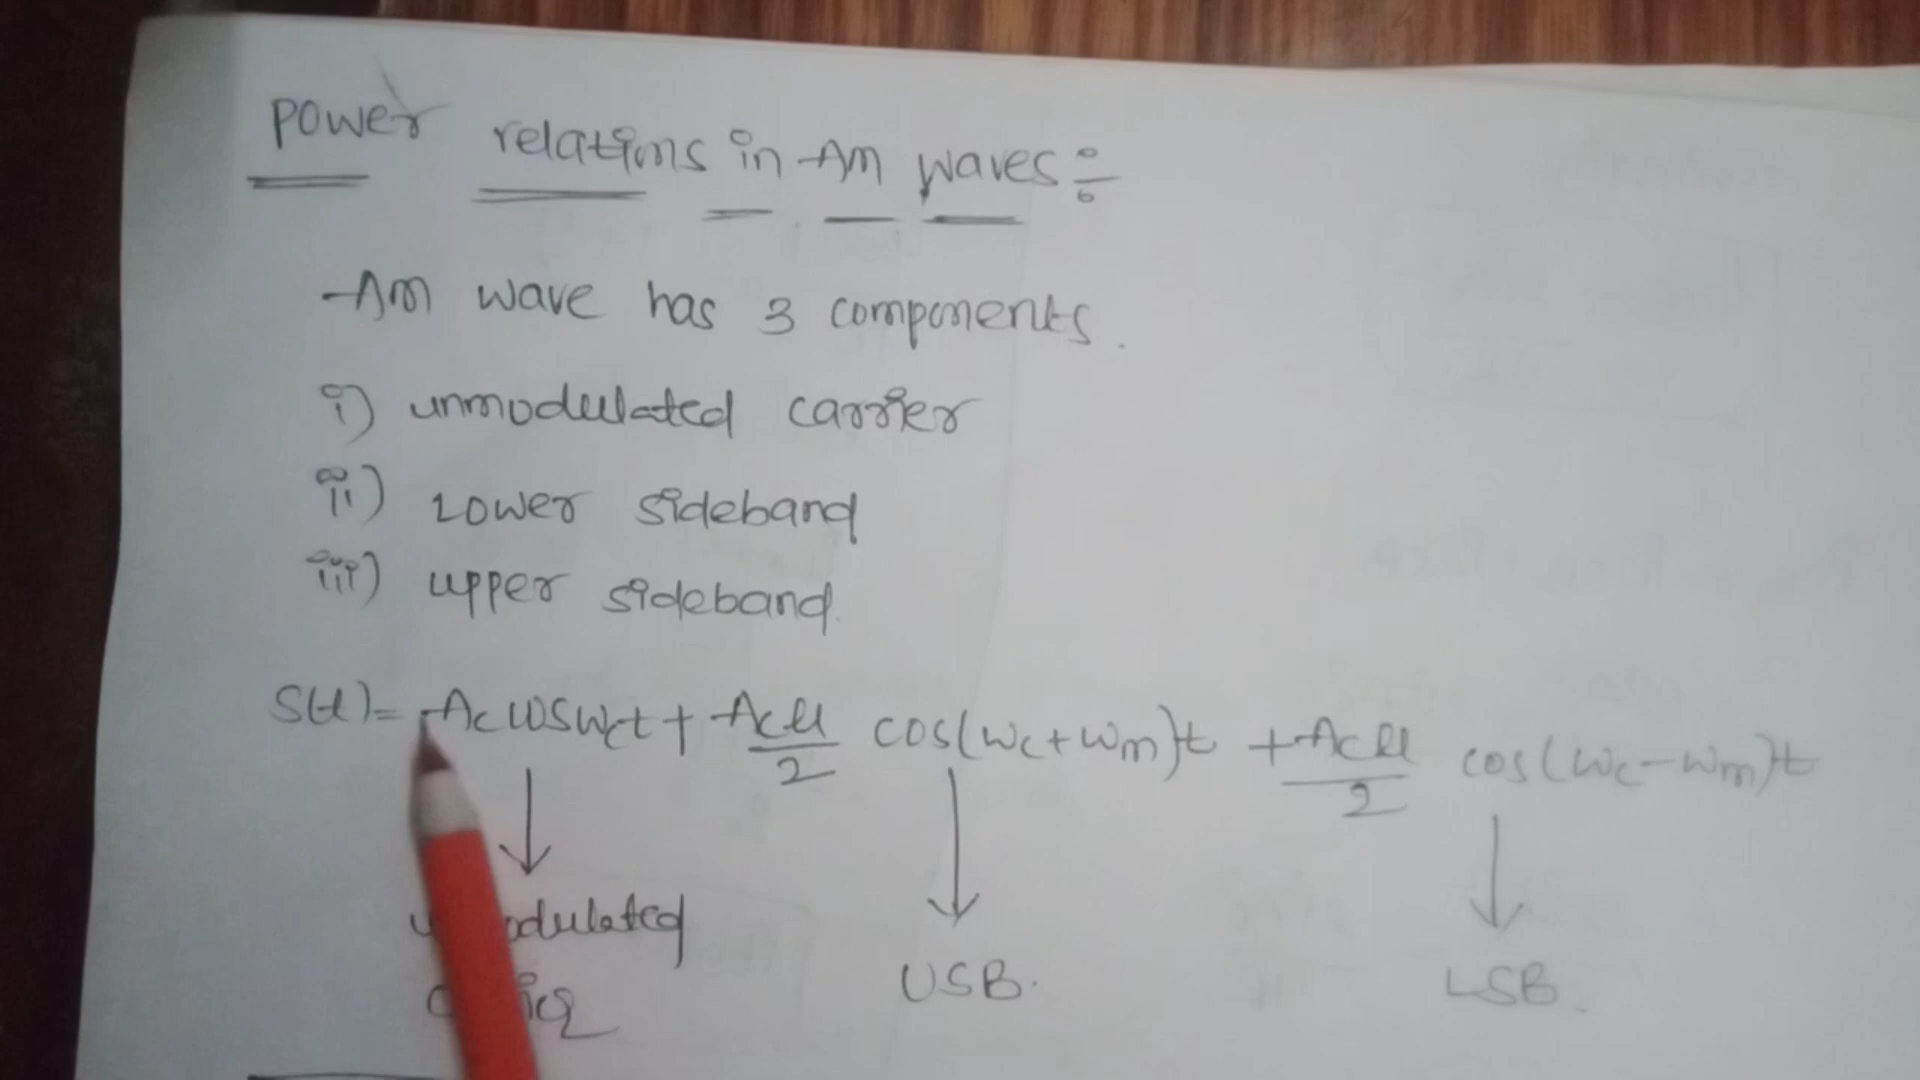 Power relations in AM waves:
AM wave has 3 components.
i) unmodulated carrier
ii) Lower sideband
iii) upper sideband.
S(t)= Ac cos wct + Acμ/2 cos(wc+wm)t + Acμ/2 cos(wc-wm)t
USB.
LSB.